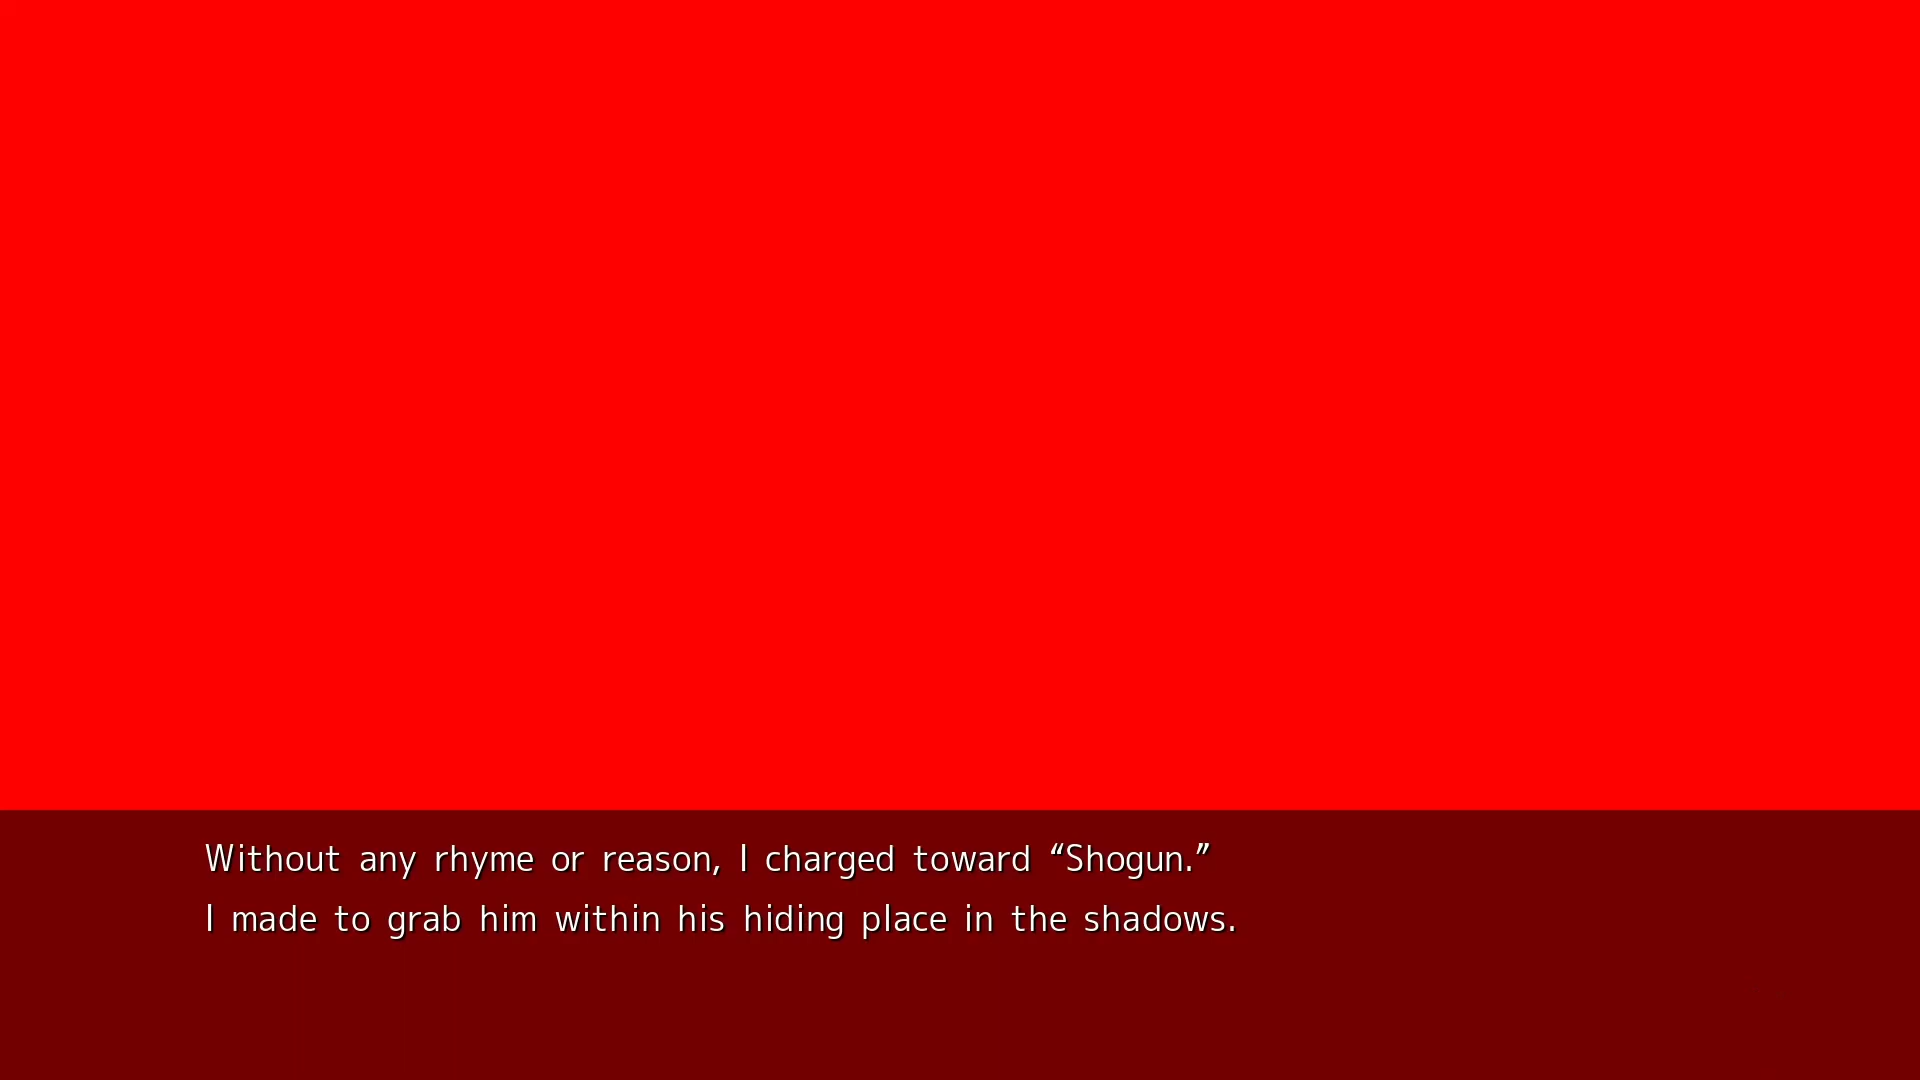 Without any rhyme or reason, I charged toward “Shogun.”
I made to grab him within his hiding place in the shadows.